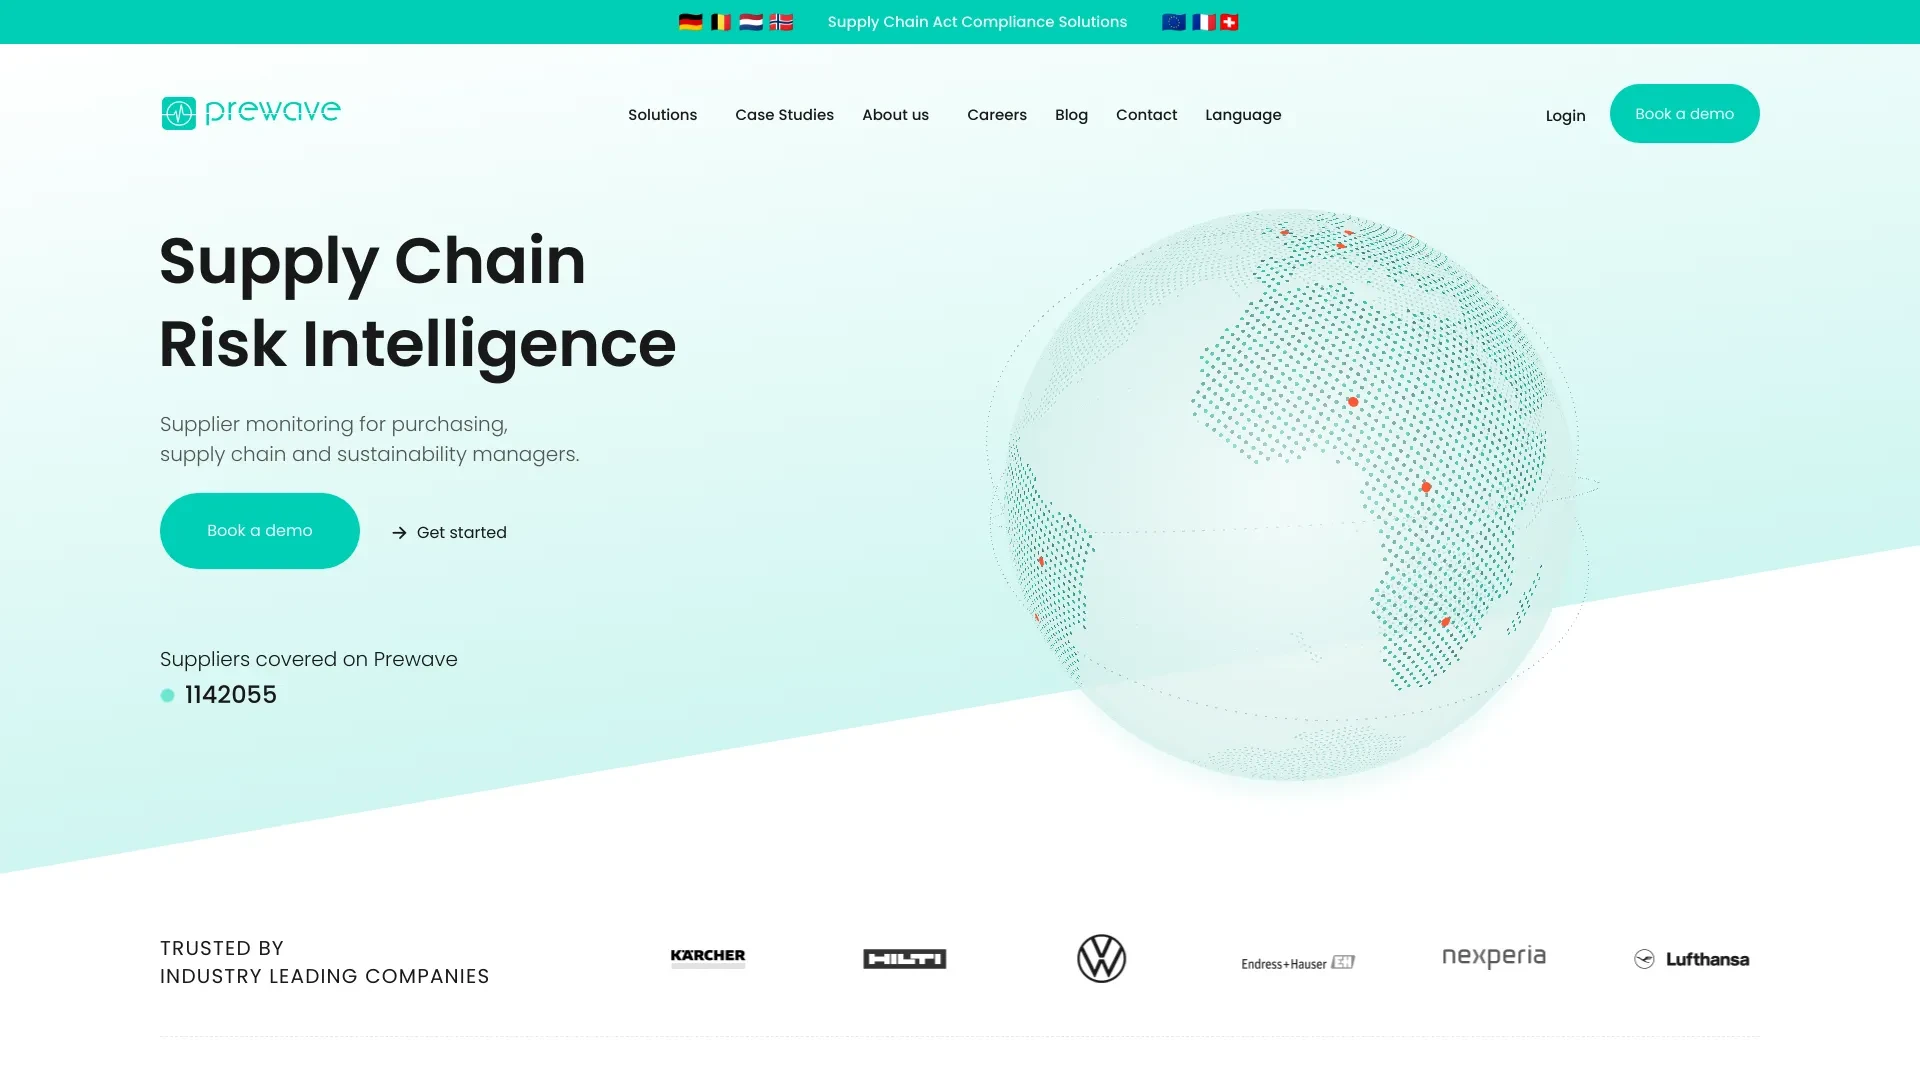 Supply Chain Act Compliance Solutions
prewave
Solutions
Case Studies
About us
Careers
Blog
Contact
Language
Login
Book a demo
Supply Chain
Risk Intelligence
Supplier monitoring for purchasing,
supply chain and sustainability managers.
Book a demo
→ Get started
Suppliers covered on Prewave
1142055
TRUSTED BY
INDUSTRY LEADING COMPANIES
KÄRCHER
HILTI
VW
Endress+Hauser EH
nexperia
Lufthansa